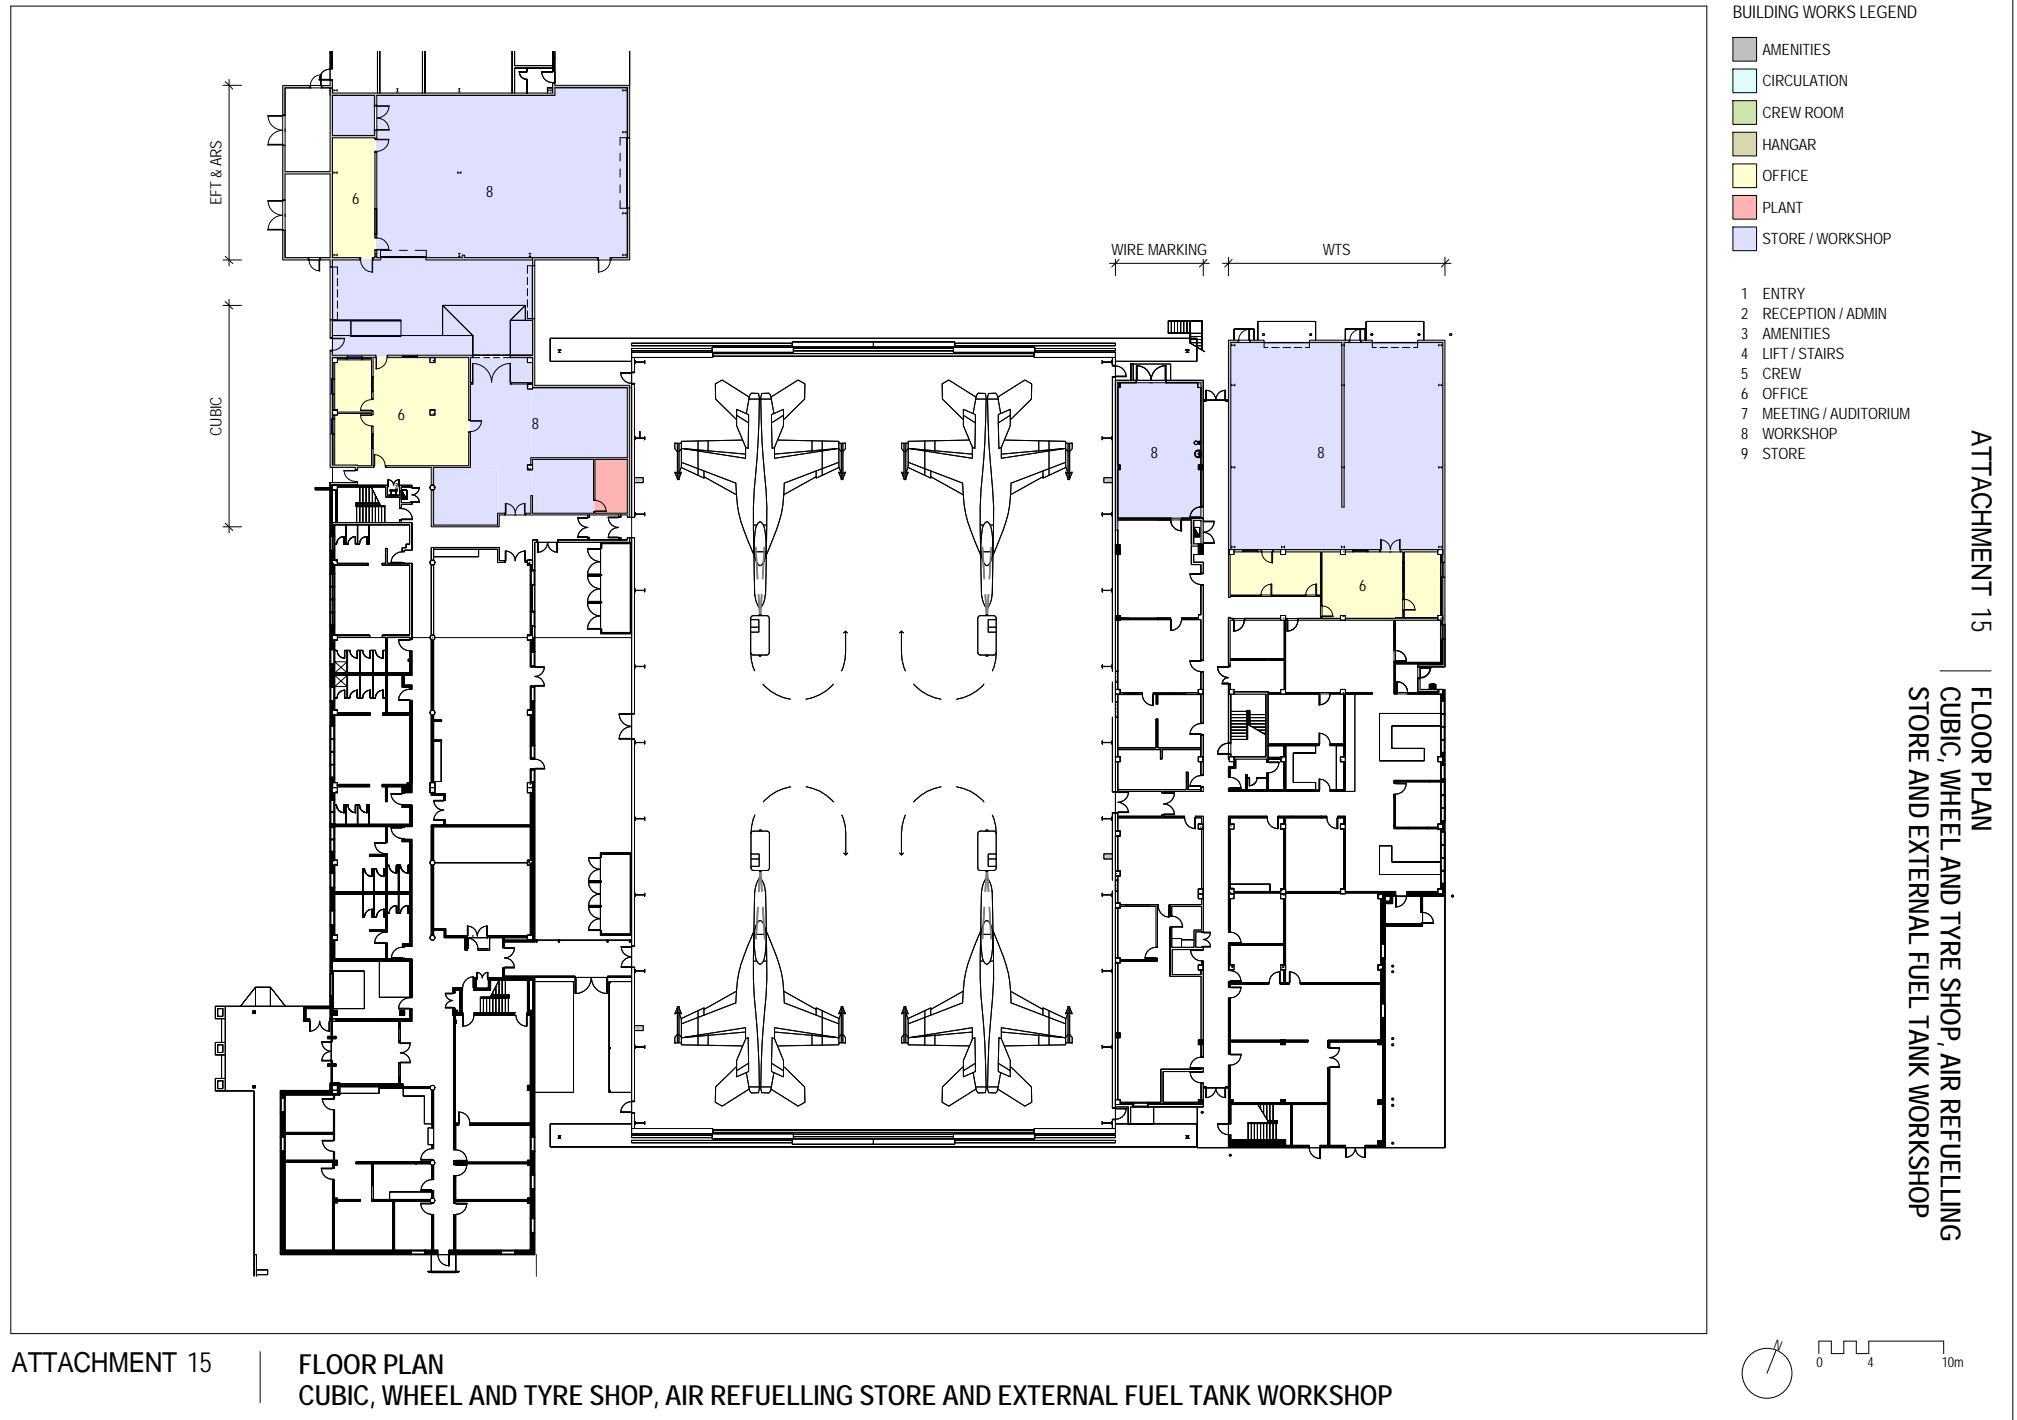 BUILDING WORKS LEGEND
AMENITIES
CIRCULATION
CREW ROOM
HANGAR
OFFICE
PLANT
STORE / WORKSHOP
1 ENTRY
2 RECEPTION / ADMIN
3 AMENITIES
4 LIFT / STAIRS
5 CREW
6 OFFICE
7 MEETING / AUDITORIUM
8 WORKSHOP
9 STORE
EFT & ARS
6
8
WIRE MARKING
WTS
CUBIC
6
8
8
8
6
ATTACHMENT 15
FLOOR PLAN
CUBIC, WHEEL AND TYRE SHOP, AIR REFUELLING
STORE AND EXTERNAL FUEL TANK WORKSHOP
N
0 4 10m
ATTACHMENT 15
FLOOR PLAN
CUBIC, WHEEL AND TYRE SHOP, AIR REFUELLING STORE AND EXTERNAL FUEL TANK WORKSHOP